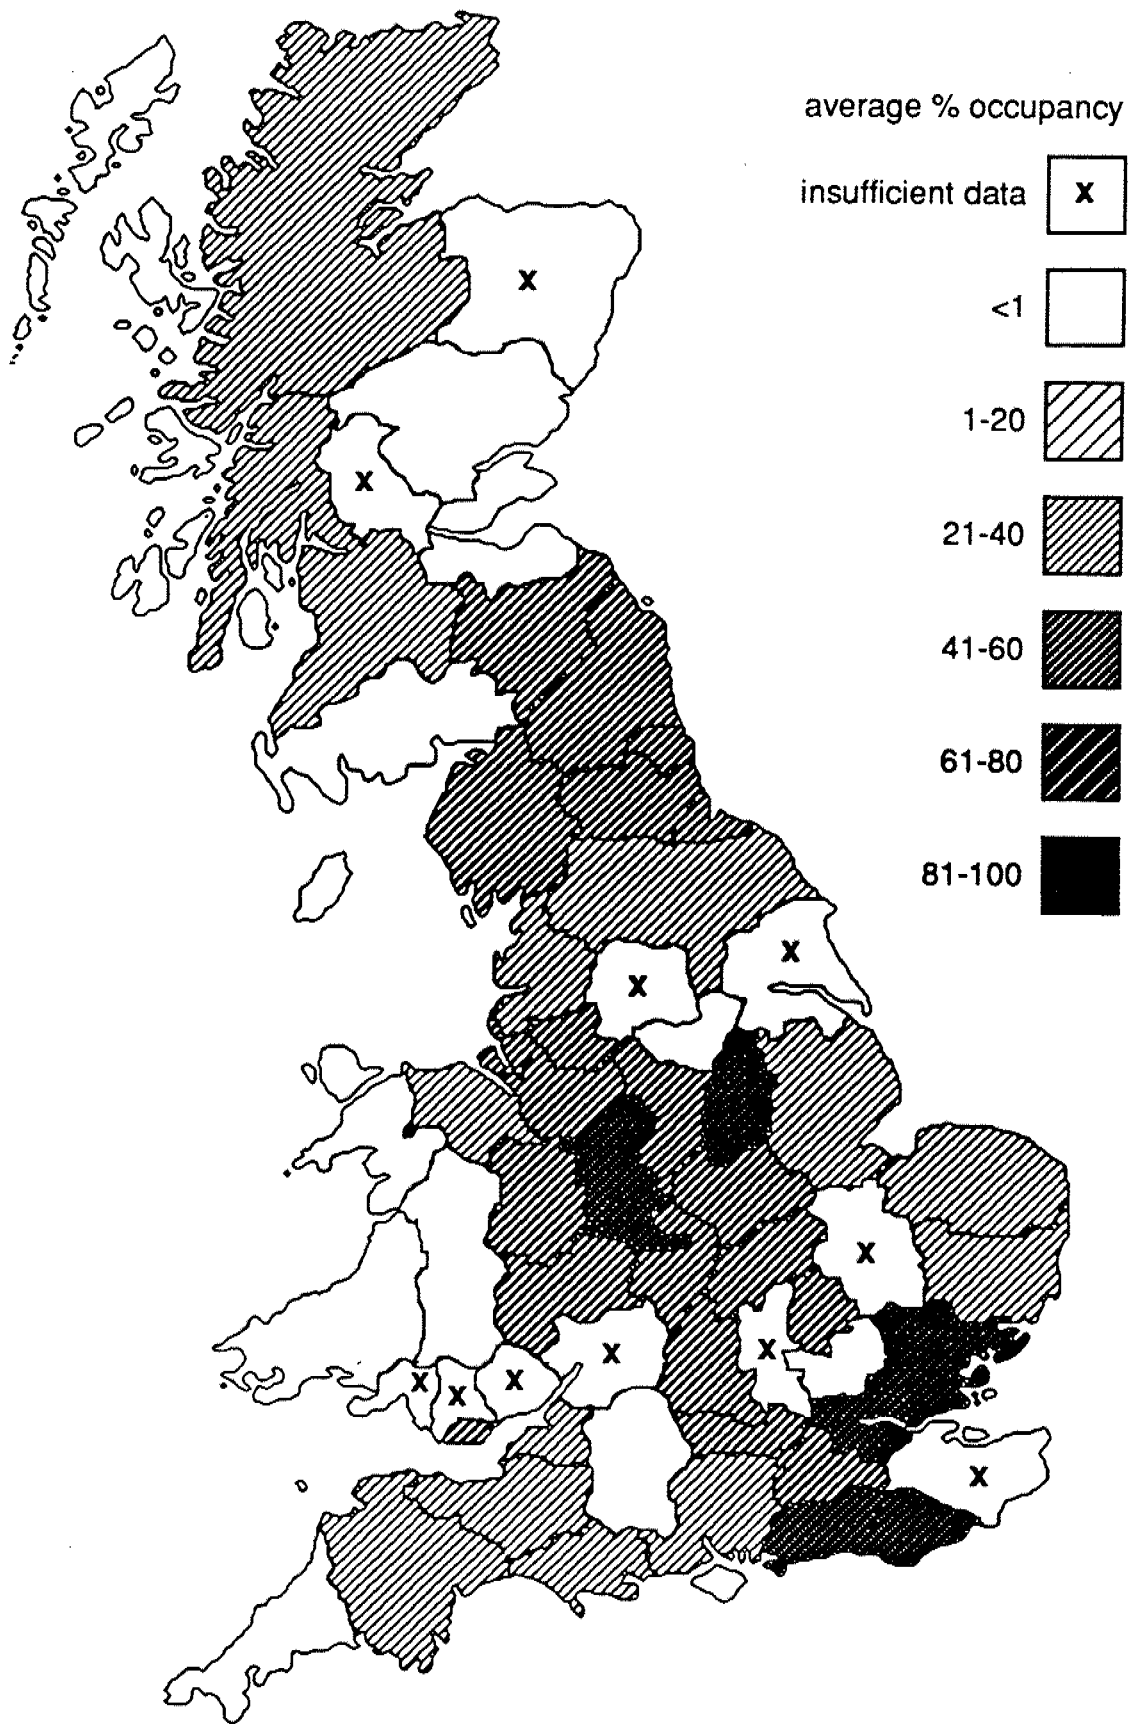 average % occupancy
insufficient data X
<1
1-20
21-40
41-60
61-80
81-100
X
X
X
X
X
X
X
X
X
X
X